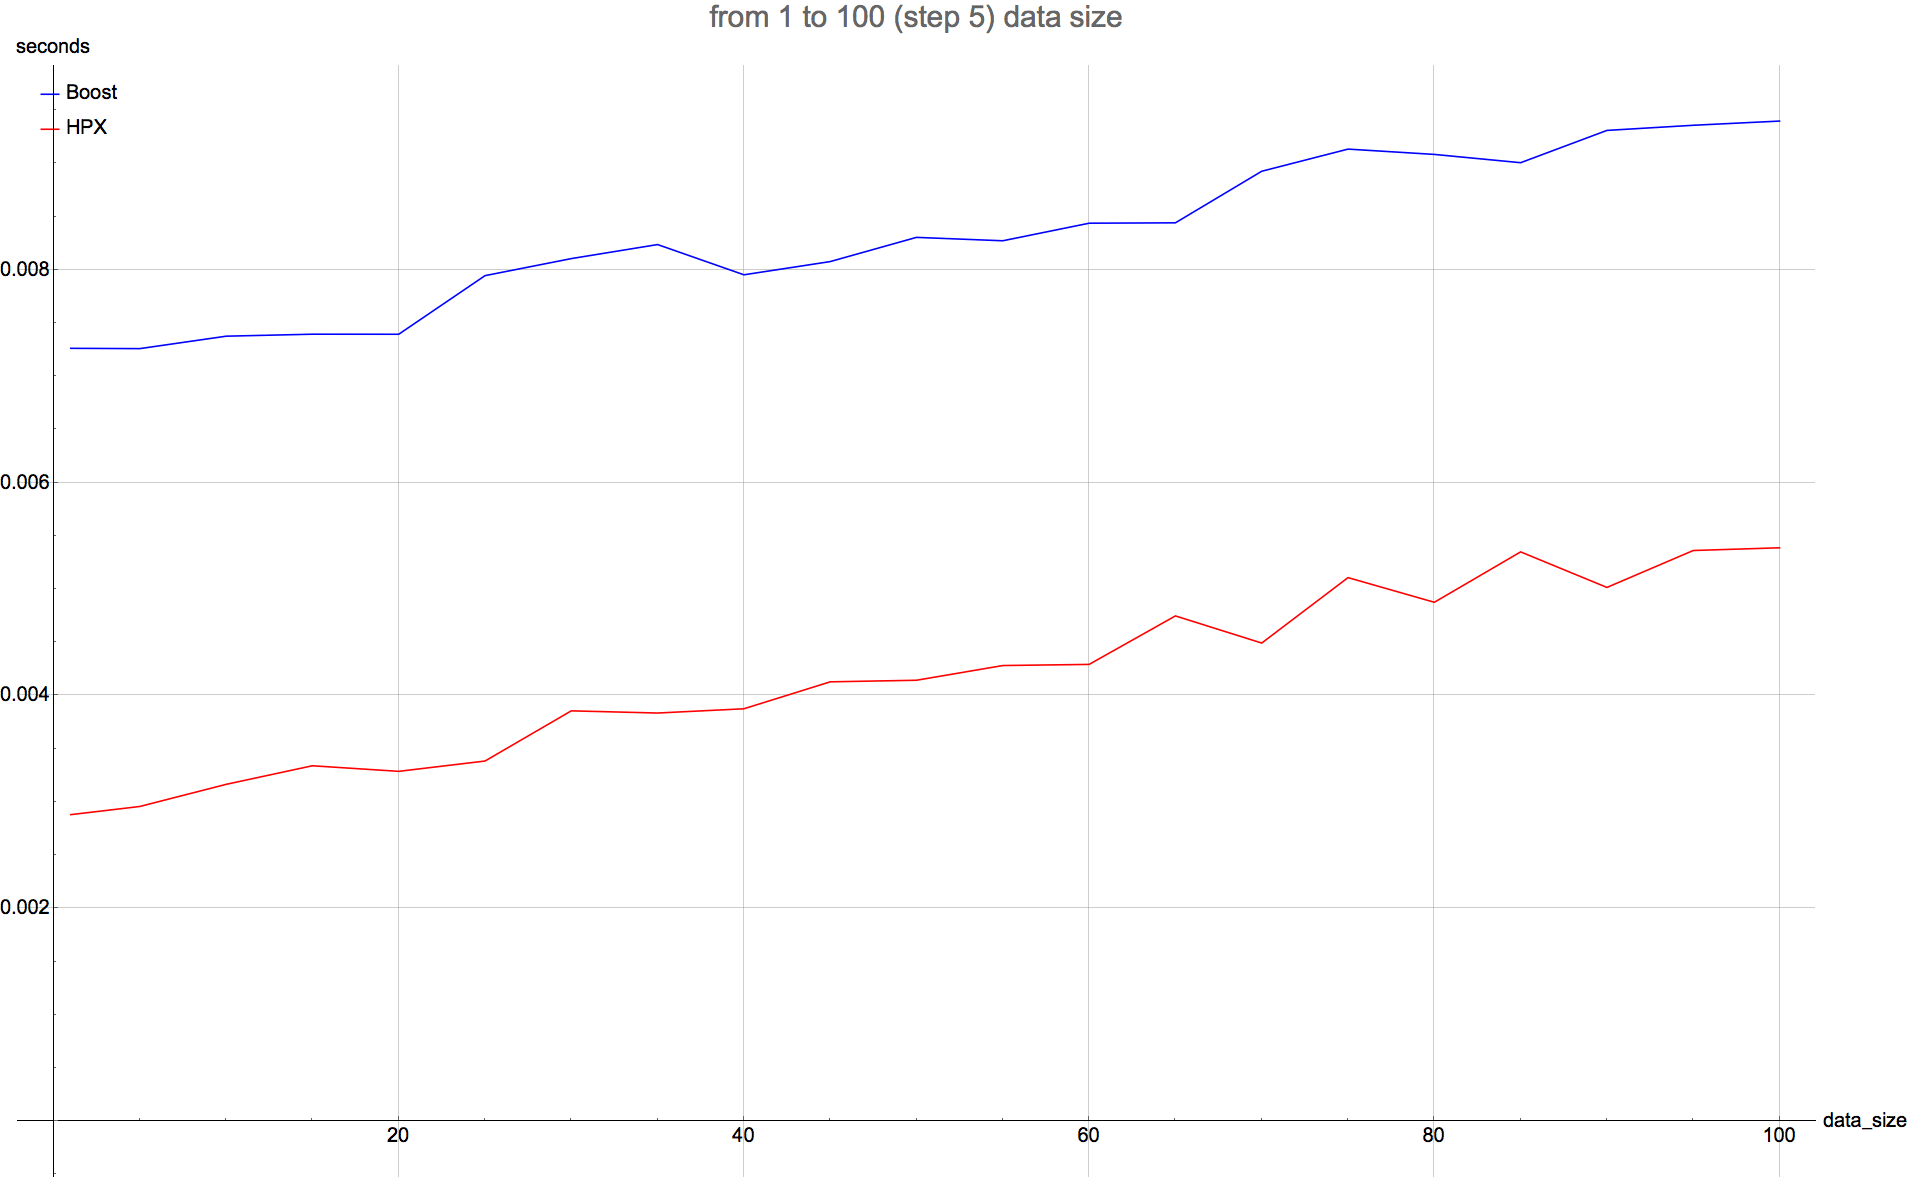 from 1 to 100 (step 5) data size
seconds
Boost
HPX
0.008
0.006
0.004
0.002
20 40 60 80 100
data_size